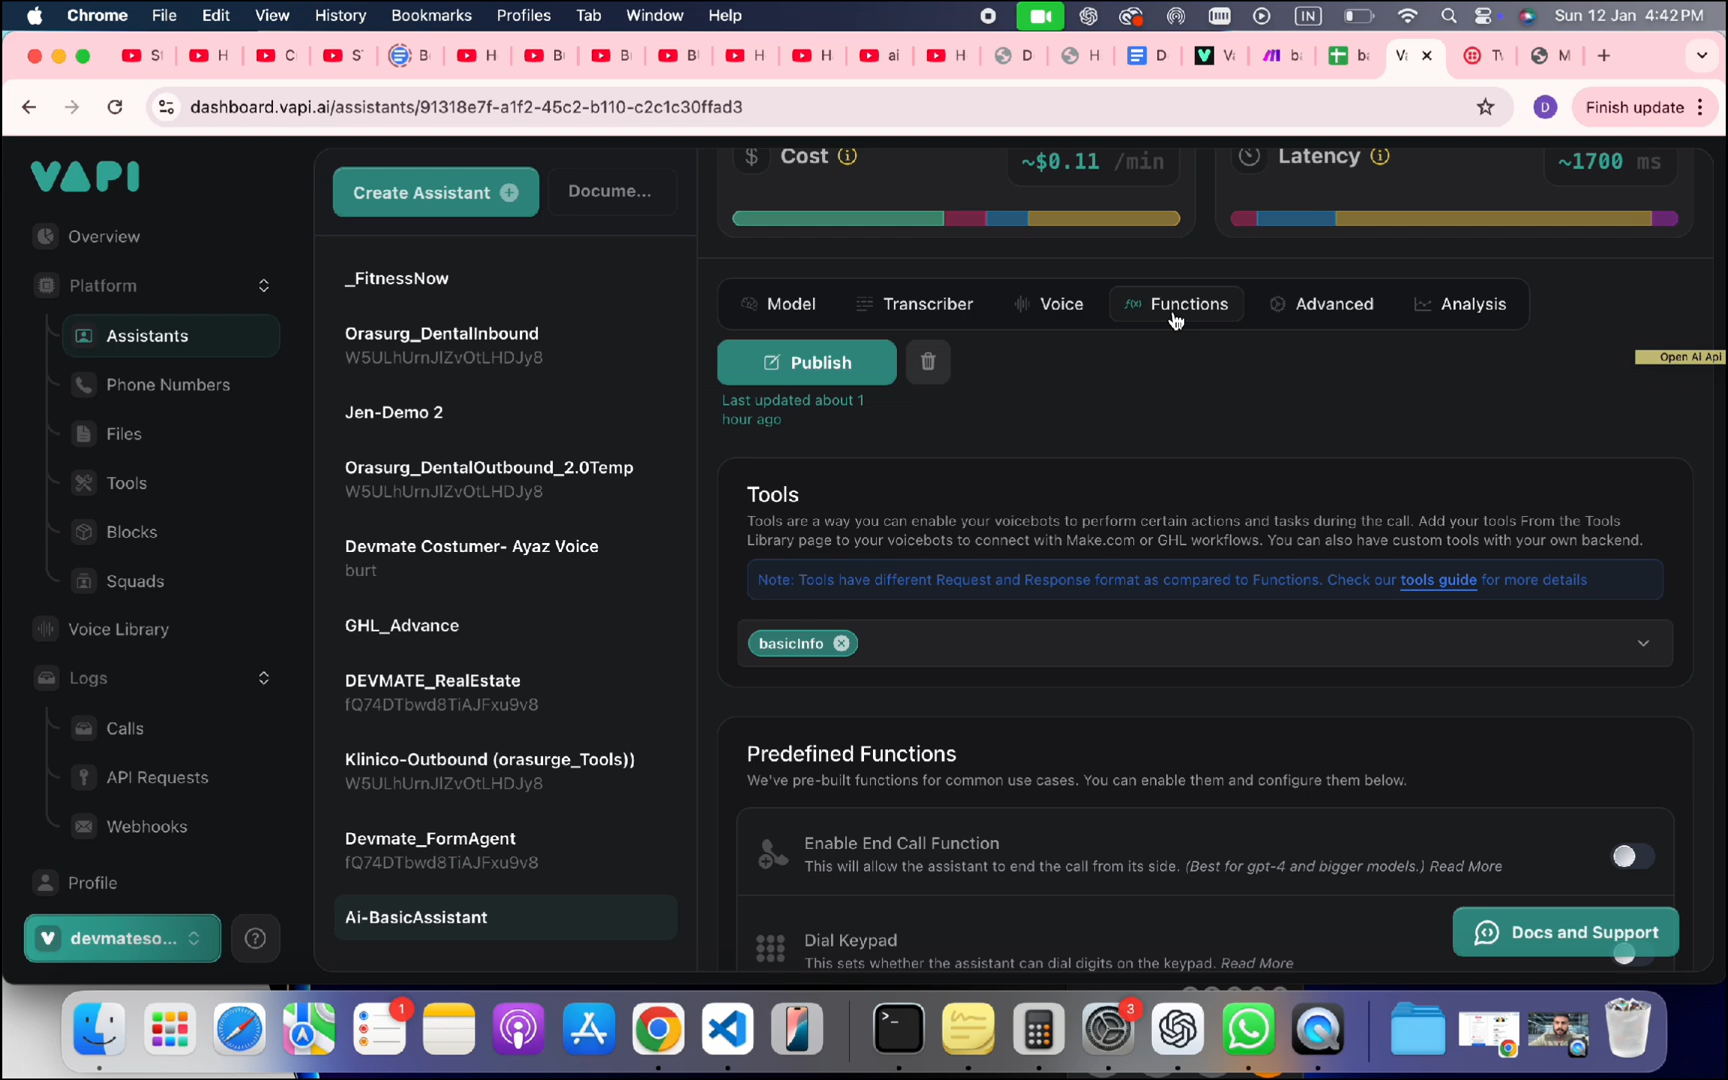 Chrome File Edit View History Bookmarks Profiles Tab Window Help IN Sun 12 Jan 4:42 PM
dashboard.vapi.ai/assistants/91318e7f-a1f2-45c2-b110-c2c1c30ffad3
D
Finish update
VAPI
Overview
Platform
Assistants
Phone Numbers
Files
Tools
Blocks
Squads
Voice Library
Logs
Calls
API Requests
Webhooks
Profile
devmateso...
Create Assistant
Docume...
_FitnessNow
Orasurg_DentalInbound
W5ULhUrnJlZvOtLHDJy8
Jen-Demo 2
Orasurg_DentalOutbound_2.0Temp
W5ULhUrnJlZvOtLHDJy8
Devmate Costumer- Ayaz Voice
burt
GHL_Advance
DEVMATE_RealEstate
fQ74DTbwd8TiAJFxu9v8
Klinico-Outbound (orasurge_Tools))
W5ULhUrnJlZvOtLHDJy8
Devmate_FormAgent
fQ74DTbwd8TiAJFxu9v8
Ai-BasicAssistant
Cost
~$0.11 /min
Latency
~1700 ms
Model
Transcriber
Voice
Functions
Advanced
Analysis
Publish
Last updated about 1
hour ago
Open AI Api
Tools
Tools are a way you can enable your voicebots to perform certain actions and tasks during the call. Add your tools From the Tools
Library page to your voicebots to connect with Make.com or GHL workflows. You can also have custom tools with your own backend.
Note: Tools have different Request and Response format as compared to Functions. Check our tools guide for more details
basicInfo
Predefined Functions
We've pre-built functions for common use cases. You can enable them and configure them below.
Enable End Call Function
This will allow the assistant to end the call from its side. (Best for gpt-4 and bigger models.) Read More
Dial Keypad
This sets whether the assistant can dial digits on the keypad. Read More
Docs and Support
1
3